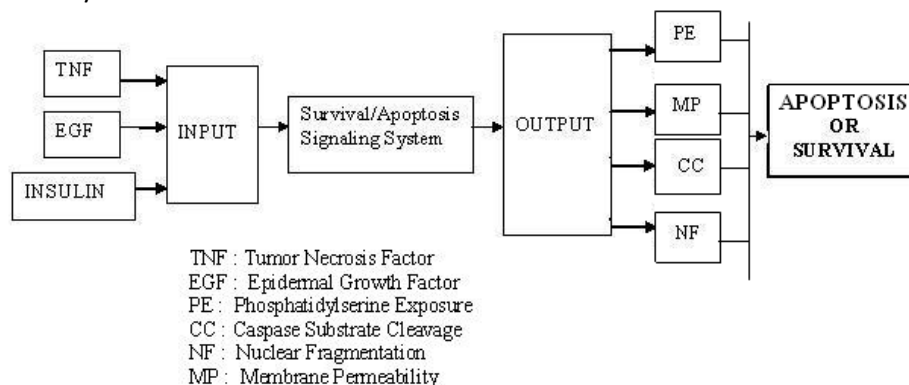 TNF
EGF
INSULIN
INPUT
Survival/Apoptosis
Signaling System
OUTPUT
PE
MP
CC
NF
APOPTOSIS
OR
SURVIVAL
TNF : Tumor Necrosis Factor
EGF : Epidermal Growth Factor
PE : Phosphatidylserine Exposure
CC : Caspase Substrate Cleavage
NF : Nuclear Fragmentation
MP : Membrane Permeability